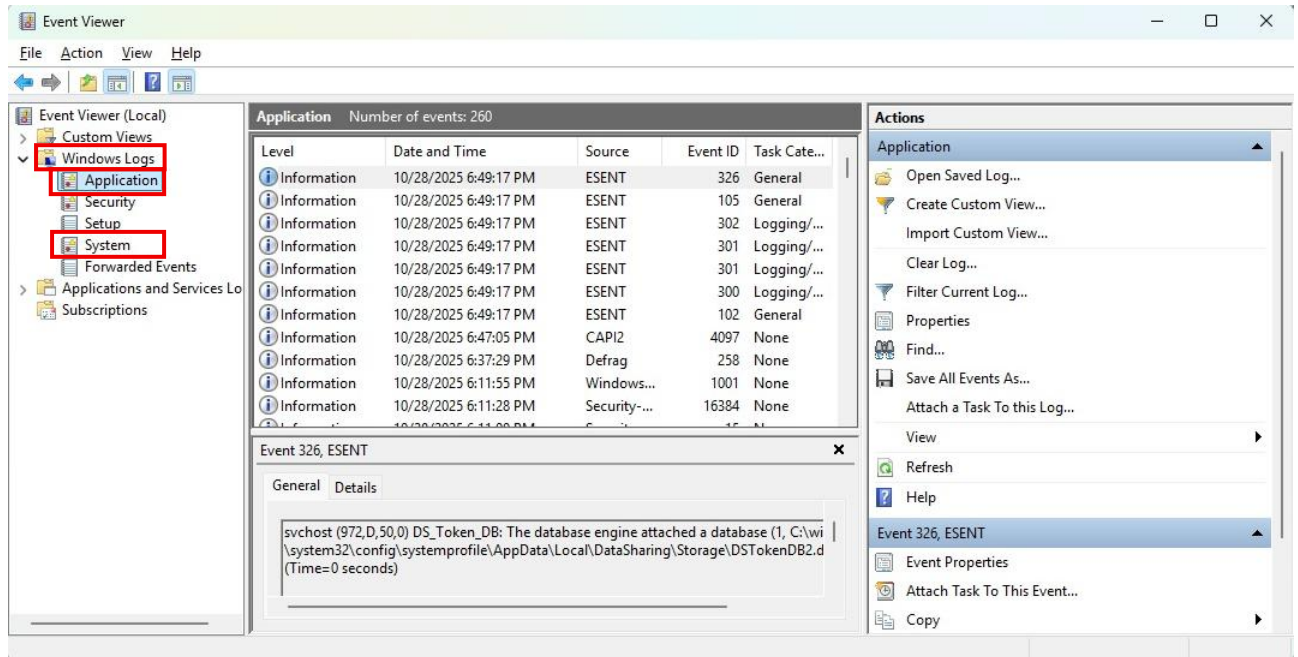 Event Viewer
File Action View Help
Event Viewer (Local)
Custom Views
Windows Logs
Application
Security
Setup
System
Forwarded Events
Applications and Services Lo
Subscriptions
Application Number of events: 260
Level Date and Time Source Event ID Task Cate...
Information 10/28/2025 6:49:17 PM ESENT 326 General
Information 10/28/2025 6:49:17 PM ESENT 105 General
Information 10/28/2025 6:49:17 PM ESENT 302 Logging/...
Information 10/28/2025 6:49:17 PM ESENT 301 Logging/...
Information 10/28/2025 6:49:17 PM ESENT 301 Logging/...
Information 10/28/2025 6:49:17 PM ESENT 300 Logging/...
Information 10/28/2025 6:49:17 PM ESENT 102 General
Information 10/28/2025 6:47:05 PM CAPI2 4097 None
Information 10/28/2025 6:37:29 PM Defrag 258 None
Information 10/28/2025 6:11:55 PM Windows... 1001 None
Information 10/28/2025 6:11:28 PM Security-... 16384 None
Event 326, ESENT
General Details
svchost (972,D,50,0) DS_Token_DB: The database engine attached a database (1, C:\wi
\system32\config\systemprofile\AppData\Local\DataSharing\Storage\DSTokenDB2.d
(Time=0 seconds)
Actions
Application
Open Saved Log...
Create Custom View...
Import Custom View...
Clear Log...
Filter Current Log...
Properties
Find...
Save All Events As...
Attach a Task To this Log...
View
Refresh
Help
Event 326, ESENT
Event Properties
Attach Task To This Event...
Copy